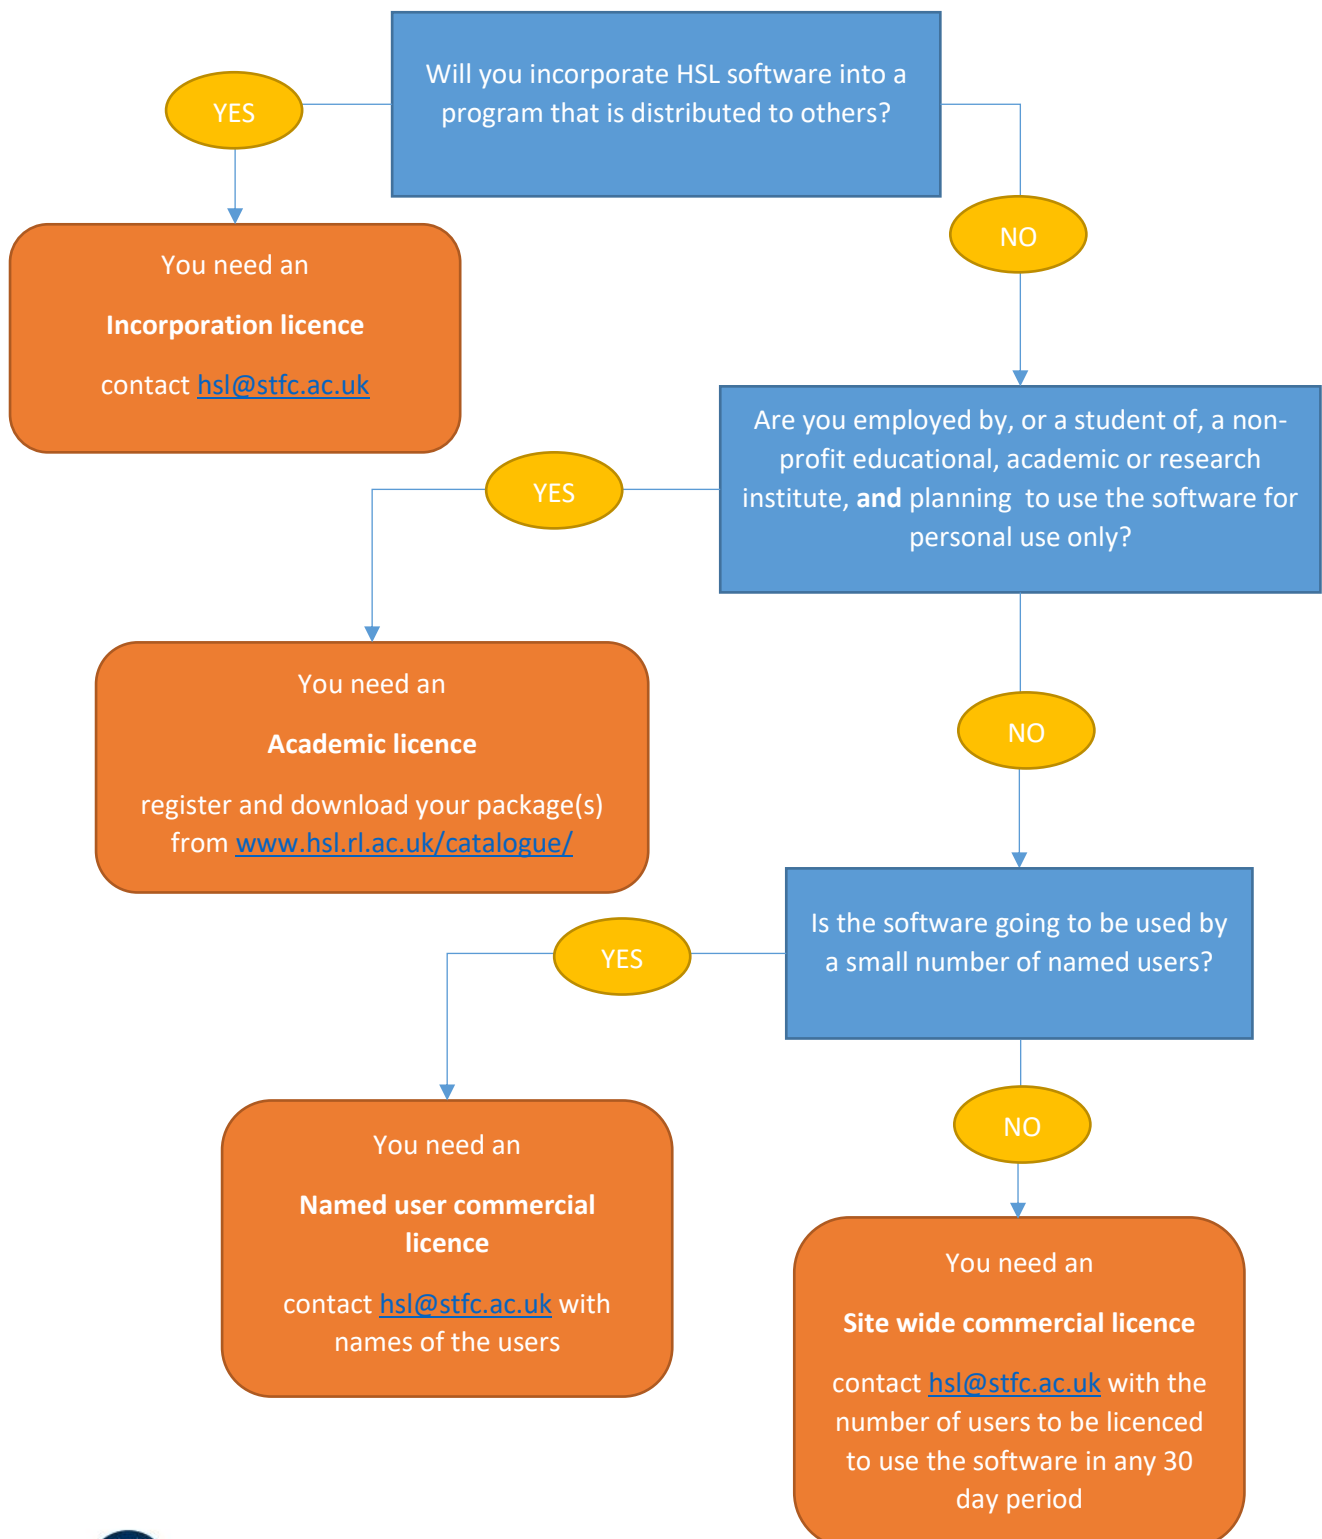 Will you incorporate HSL software into a
program that is distributed to others?
YES
NO
You need an
Incorporation licence
contact hsl@stfc.ac.uk
Are you employed by, or a student of, a non-
profit educational, academic or research
institute, and planning to use the software for
personal use only?
YES
NO
You need an
Academic licence
register and download your package(s)
from www.hsl.rl.ac.uk/catalogue/
Is the software going to be used by
a small number of named users?
YES
NO
You need an
Named user commercial
licence
contact hsl@stfc.ac.uk with
names of the users
You need an
Site wide commercial licence
contact hsl@stfc.ac.uk with the
number of users to be licenced
to use the software in any 30
day period